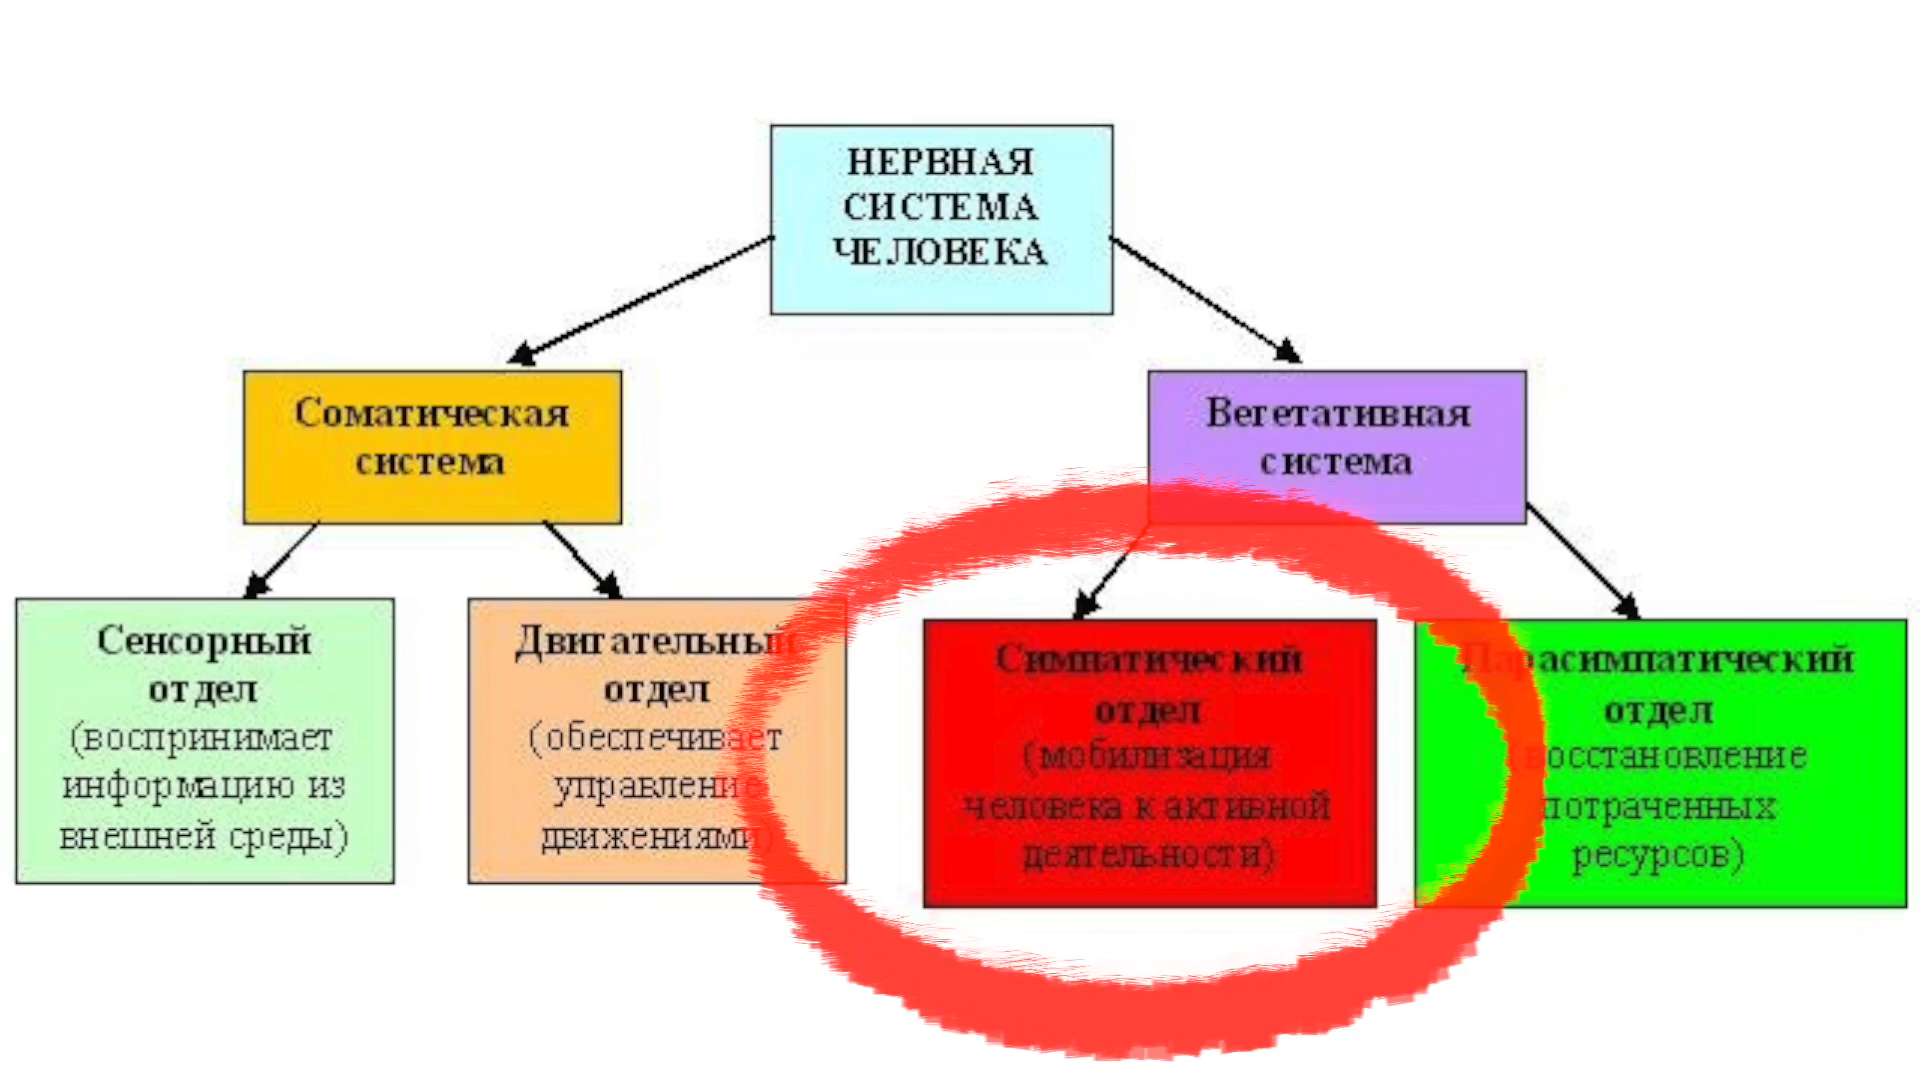 НЕРВНАЯ
СИСТЕМА
ЧЕЛОВЕКА
Соматическая
система
Вегетативная
система
Сенсорный
отдел
(воспринимает
информацию из
внешней среды)
Двигательный
отдел
(обеспечивает
управление
движениями)
Симпатический
отдел
(мобилизация
человека к активной
деятельности)
Парасимпатический
отдел
(восстановление
потраченных
ресурсов)